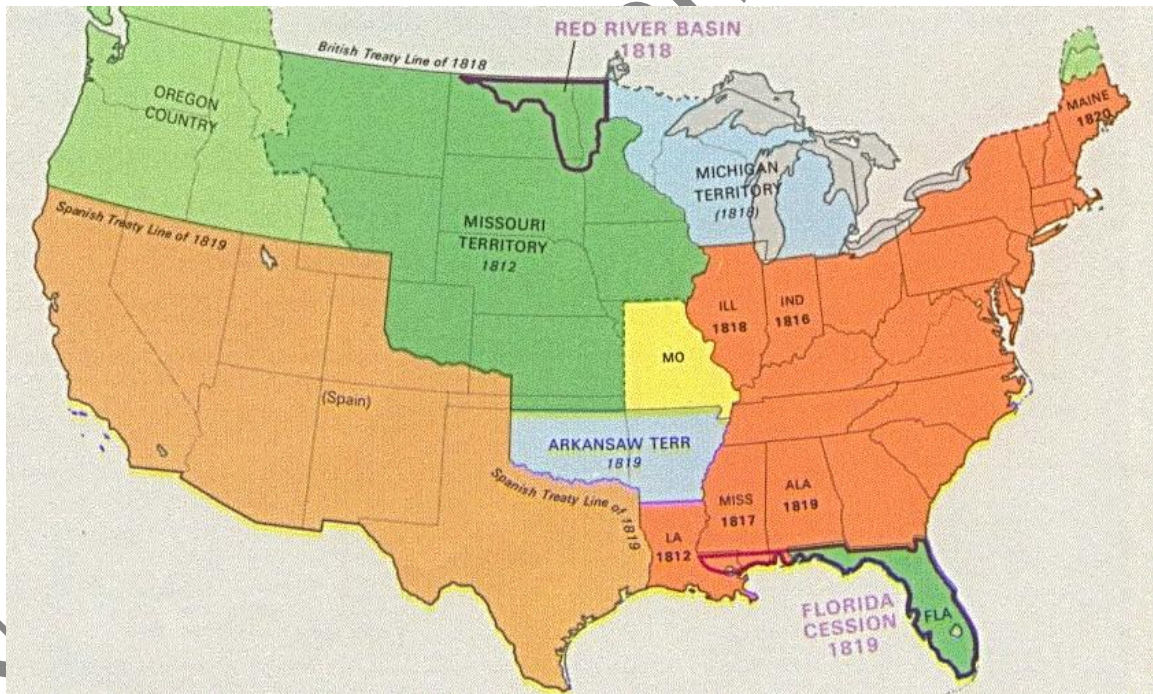 RED RIVER BASIN
1818
British Treaty Line of 1818
OREGON
COUNTRY
MAINE
1820
MICHIGAN
TERRITORY
(1818)
Spanish Treaty Line of 1819
MISSOURI
TERRITORY
1812
ILL
1818
IND
1816
MO
(Spain)
ARKANSAW TERR
1819
Spanish Treaty Line of 1819
MISS
1817
ALA
1819
LA
1812
FLORIDA
CESSION
1819
FLA